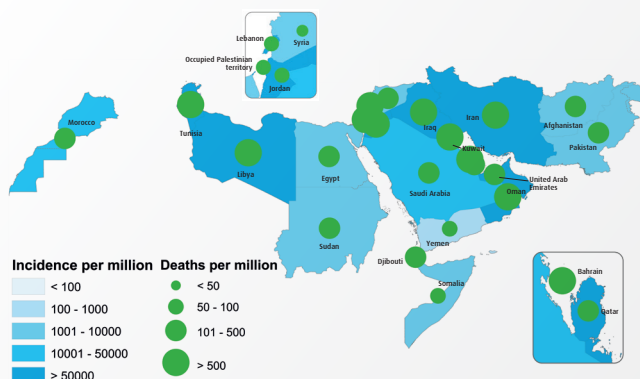 Lebanon
Syria
Occupied Palestinian
territory
Jordan
Morocco
Tunisia
Libya
Egypt
Sudan
Iraq
Iran
Kuwait
Afghanistan
Pakistan
Saudi Arabia
United Arab
Emirates
Oman
Yemen
Djibouti
Somalia
Bahrain
Qatar
Incidence per million
< 100
100 - 1000
1001 - 10000
10001 - 50000
> 50000
Deaths per million
< 50
50 - 100
101 - 500
> 500